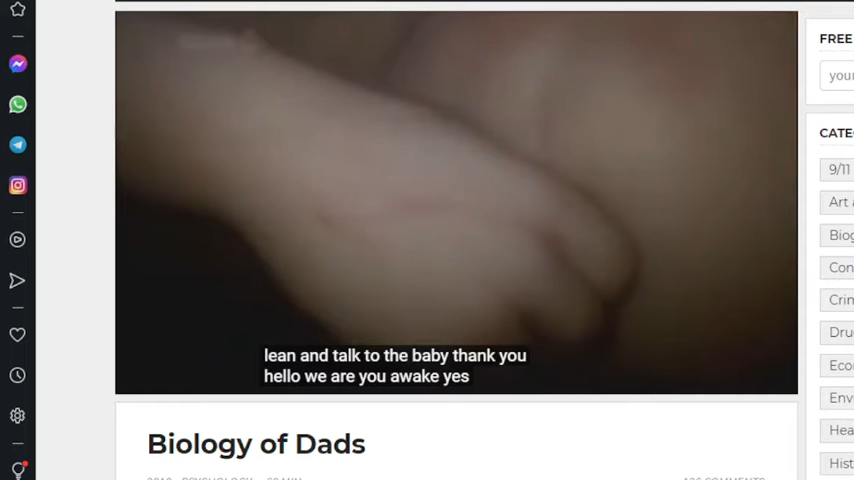 FREE
your
CATE
9/11
Art a
Biog
Con
Crin
Dru
Eco
Env
Hea
Hist
lean and talk to the baby thank you
hello we are you awake yes
Biology of Dads